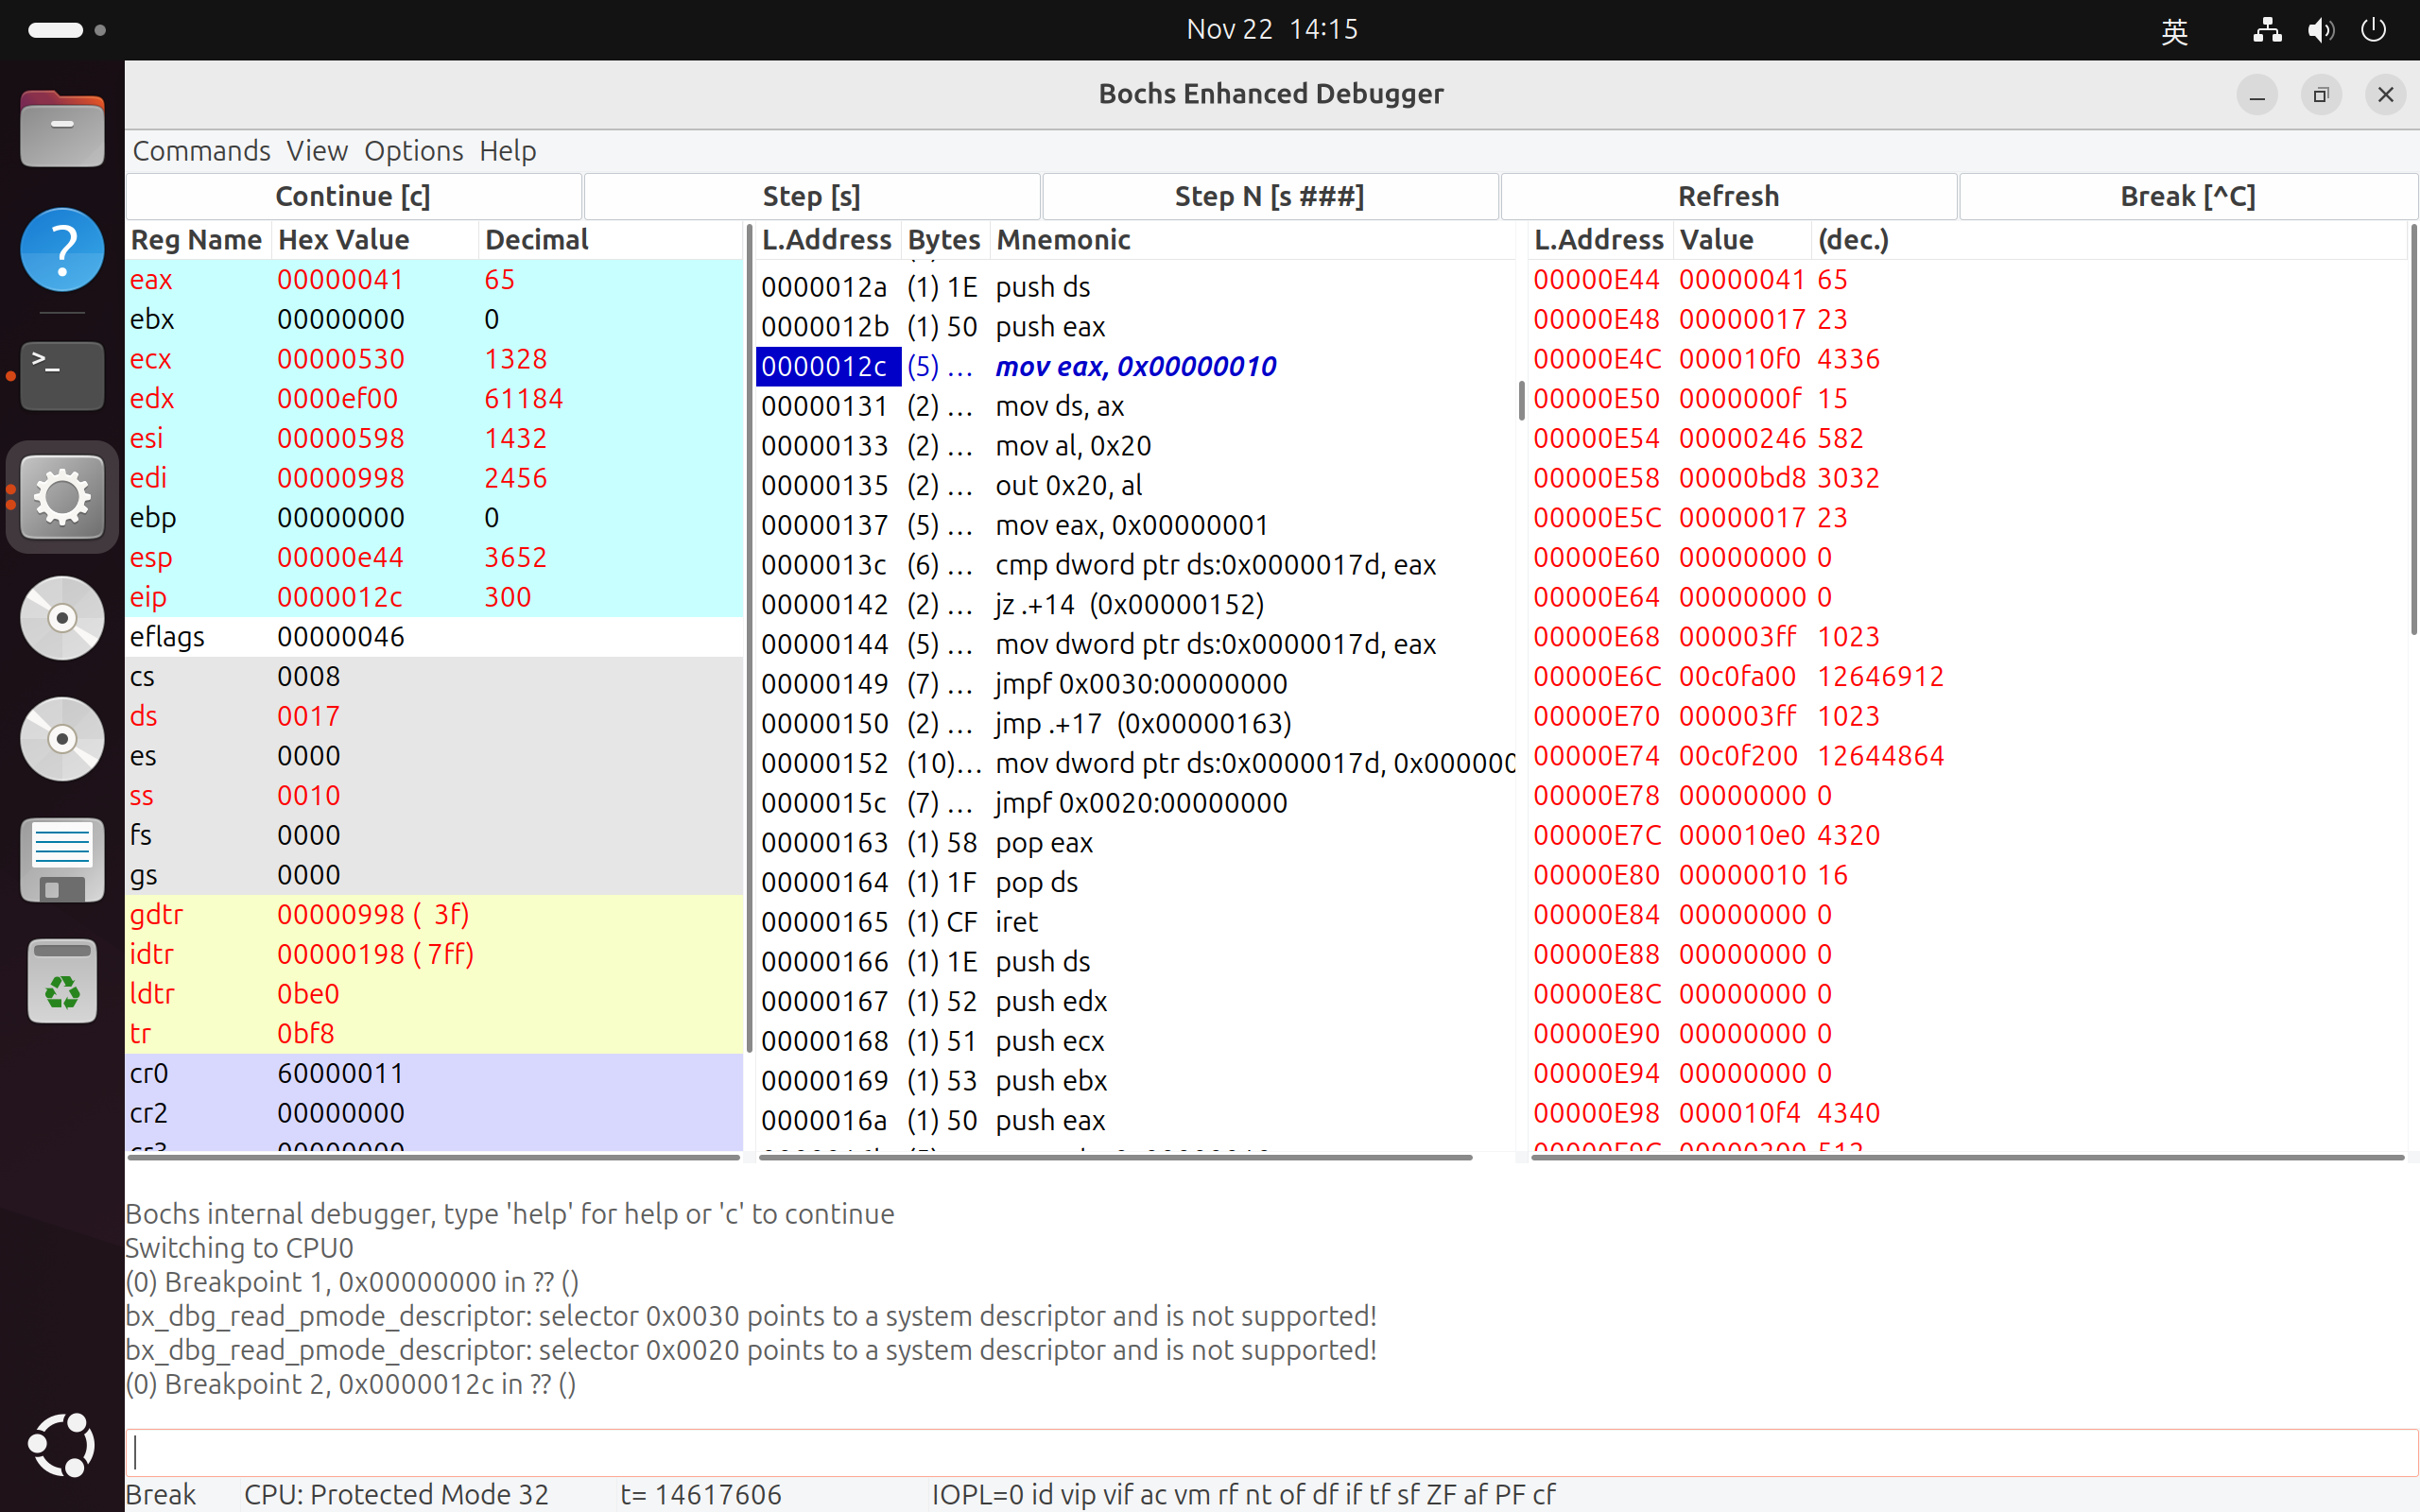 Nov 22 14:15
英
Bochs Enhanced Debugger
Commands View Options Help
Continue [c] Step [s] Step N [s ###] Refresh Break [^C]
Reg Name Hex Value Decimal
eax 00000041 65
ebx 00000000 0
ecx 00000530 1328
edx 0000ef00 61184
esi 00000598 1432
edi 00000998 2456
ebp 00000000 0
esp 00000e44 3652
eip 0000012c 300
eflags 00000046
cs 0008
ds 0017
es 0000
ss 0010
fs 0000
gs 0000
gdtr 00000998 ( 3f)
idtr 00000198 ( 7ff)
ldtr 0be0
tr 0bf8
cr0 60000011
cr2 00000000
cr3 00000000
L.Address Bytes Mnemonic
0000012a (1) 1E push ds
0000012b (1) 50 push eax
0000012c (5) ... mov eax, 0x00000010
00000131 (2) ... mov ds, ax
00000133 (2) ... mov al, 0x20
00000135 (2) ... out 0x20, al
00000137 (5) ... mov eax, 0x00000001
0000013c (6) ... cmp dword ptr ds:0x0000017d, eax
00000142 (2) ... jz .+14 (0x00000152)
00000144 (5) ... mov dword ptr ds:0x0000017d, eax
00000149 (7) ... jmpf 0x0030:00000000
00000150 (2) ... jmp .+17 (0x00000163)
00000152 (10)... mov dword ptr ds:0x0000017d, 0x000000
0000015c (7) ... jmpf 0x0020:00000000
00000163 (1) 58 pop eax
00000164 (1) 1F pop ds
00000165 (1) CF iret
00000166 (1) 1E push ds
00000167 (1) 52 push edx
00000168 (1) 51 push ecx
00000169 (1) 53 push ebx
0000016a (1) 50 push eax
L.Address Value (dec.)
00000E44 00000041 65
00000E48 00000017 23
00000E4C 000010f0 4336
00000E50 0000000f 15
00000E54 00000246 582
00000E58 00000bd8 3032
00000E5C 00000017 23
00000E60 00000000 0
00000E64 00000000 0
00000E68 000003ff 1023
00000E6C 00c0fa00 12646912
00000E70 000003ff 1023
00000E74 00c0f200 12644864
00000E78 00000000 0
00000E7C 000010e0 4320
00000E80 00000010 16
00000E84 00000000 0
00000E88 00000000 0
00000E8C 00000000 0
00000E90 00000000 0
00000E94 00000000 0
00000E98 000010f4 4340
00000E9C 00000200 512
Bochs internal debugger, type 'help' for help or 'c' to continue
Switching to CPU0
(0) Breakpoint 1, 0x00000000 in ?? ()
bx_dbg_read_pmode_descriptor: selector 0x0030 points to a system descriptor and is not supported!
bx_dbg_read_pmode_descriptor: selector 0x0020 points to a system descriptor and is not supported!
(0) Breakpoint 2, 0x0000012c in ?? ()
Break CPU: Protected Mode 32 t= 14617606 IOPL=0 id vip vif ac vm rf nt of df if tf sf ZF af PF cf